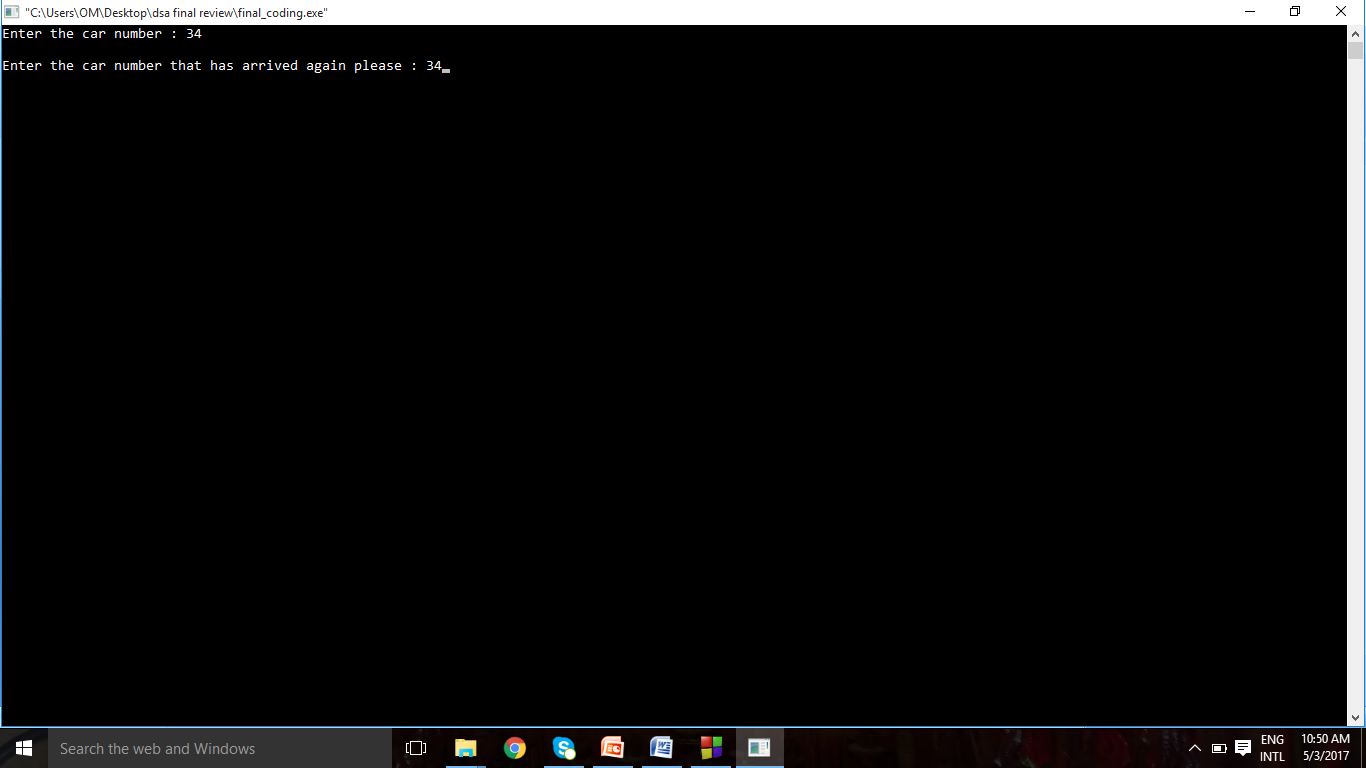 "C:\Users\OM\Desktop\dsa final review\final_coding.exe"
Enter the car number : 34
Enter the car number that has arrived again please : 34
Search the web and Windows
ENG
INTL
10:50 AM
5/3/2017